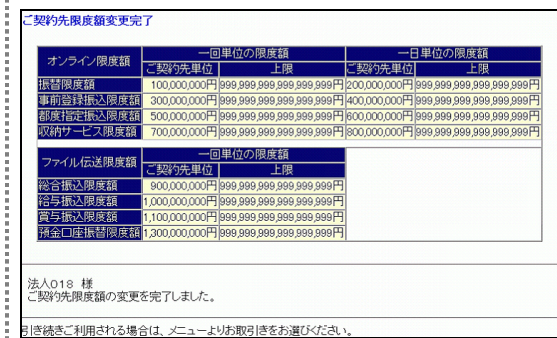 ご契約先限度額変更完了
オンライン限度額 一回単位の限度額 一日単位の限度額
ご契約先単位 上限 ご契約先単位 上限
振替限度額 100,000,000円 999,999,999,999,999,999円 200,000,000円 999,999,999,999,999,999円
事前登録振込限度額 300,000,000円 999,999,999,999,999,999円 400,000,000円 999,999,999,999,999,999円
都度指定振込限度額 500,000,000円 999,999,999,999,999,999円 600,000,000円 999,999,999,999,999,999円
収納サービス限度額 700,000,000円 999,999,999,999,999,999円 800,000,000円 999,999,999,999,999,999円
ファイル伝送限度額 一回単位の限度額
ご契約先単位 上限
総合振込限度額 900,000,000円 999,999,999,999,999,999円
給与振込限度額 1,000,000,000円 999,999,999,999,999,999円
賞与振込限度額 1,100,000,000円 999,999,999,999,999,999円
預金口座振替限度額 1,300,000,000円 999,999,999,999,999,999円
法人018 様
ご契約先限度額の変更を完了しました。
引き続きご利用される場合は、メニューよりお取引きをお選びください。